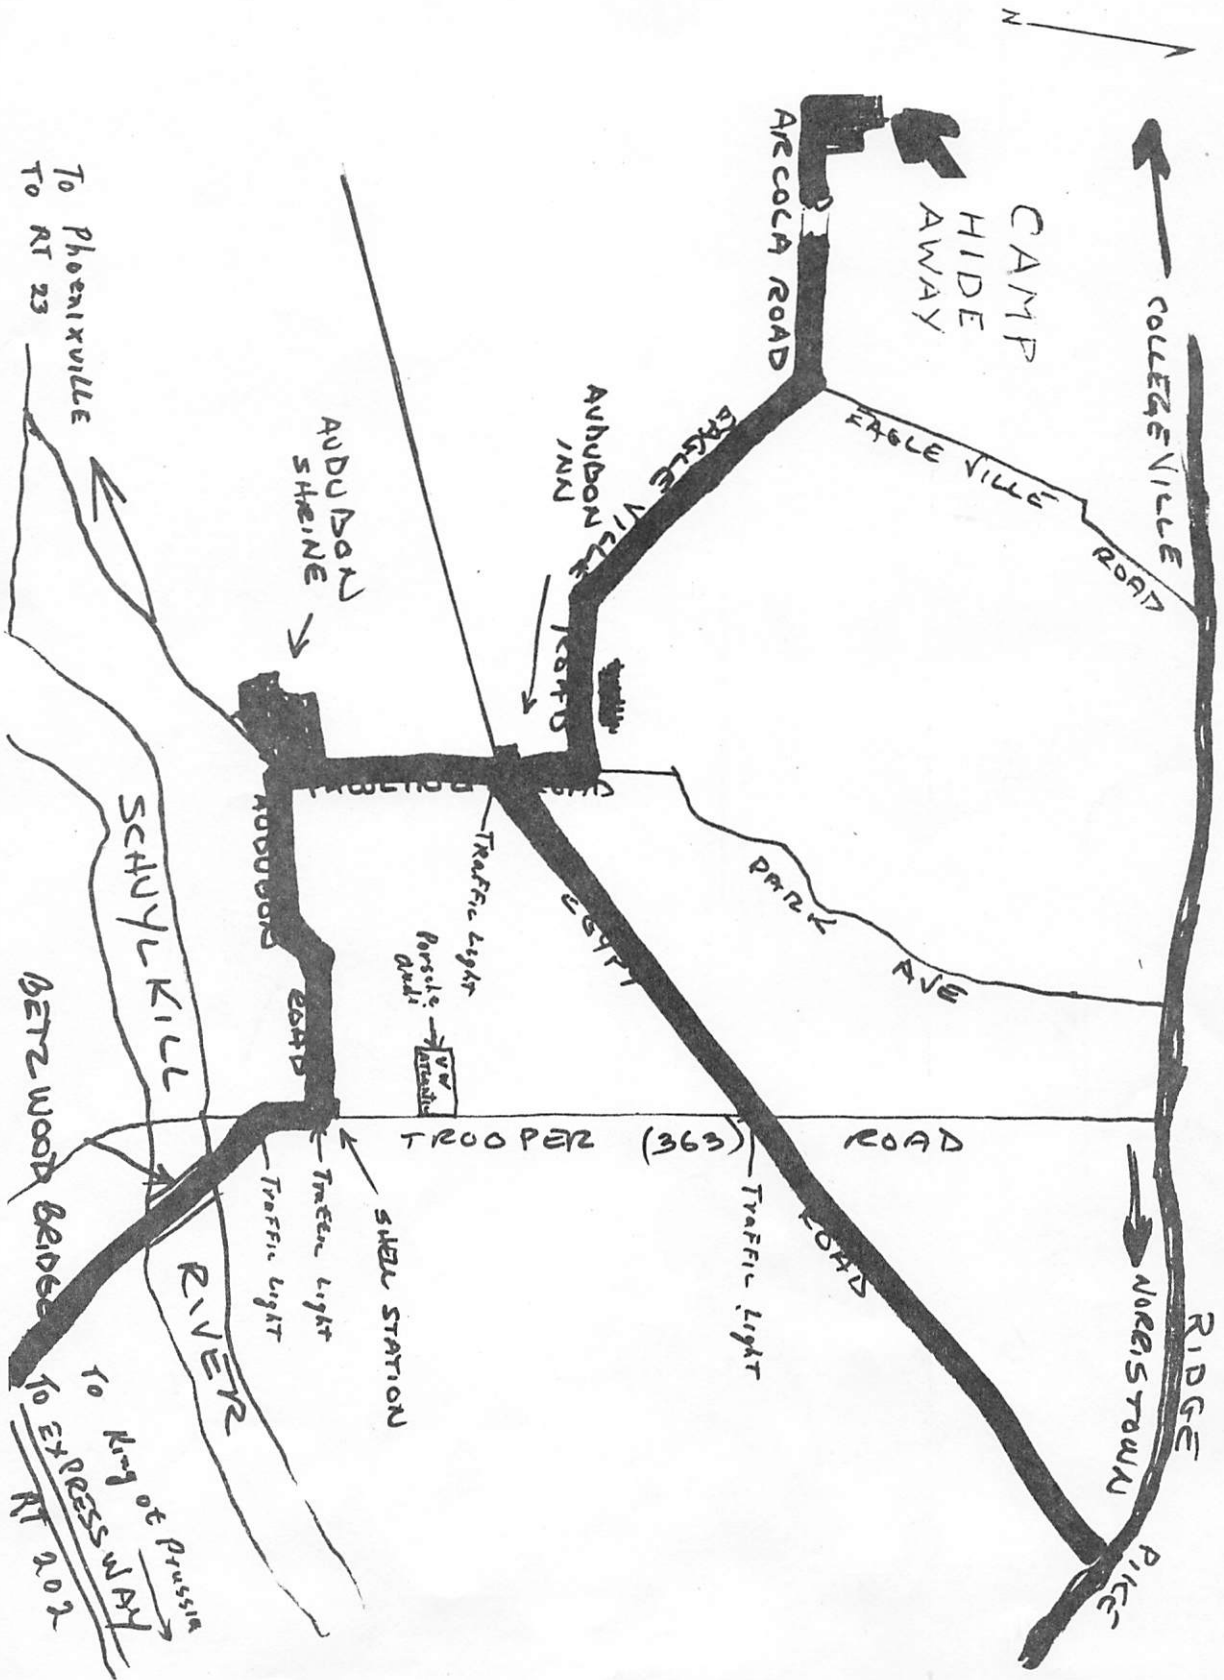 N
COLLEGEVILLE
CAMP
HIDE
AWAY
ARCOLA ROAD
EAGLE VILLE
ROAD
EAGLE VISLE
ROAD
AUDUBON
INN
AUDUBON
SHRINE
To PhoenixVILLE
To RT 23
ROAD
Traffic Light
PARK
AVE
EGYPT
ROAD
AUDUBON
ROAD
Porsche
Audi
VW
ATLANTIC
TROOPER (363) ROAD
Traffic Light
NORRISTOWN
RIDGE
PIKE
SHELL STATION
Traffic Light
Traffic Light
SCHUYLKILL
RIVER
BETZWOOD BRIDGE
To King of Prussia
To EXPRESSWAY
RT 202